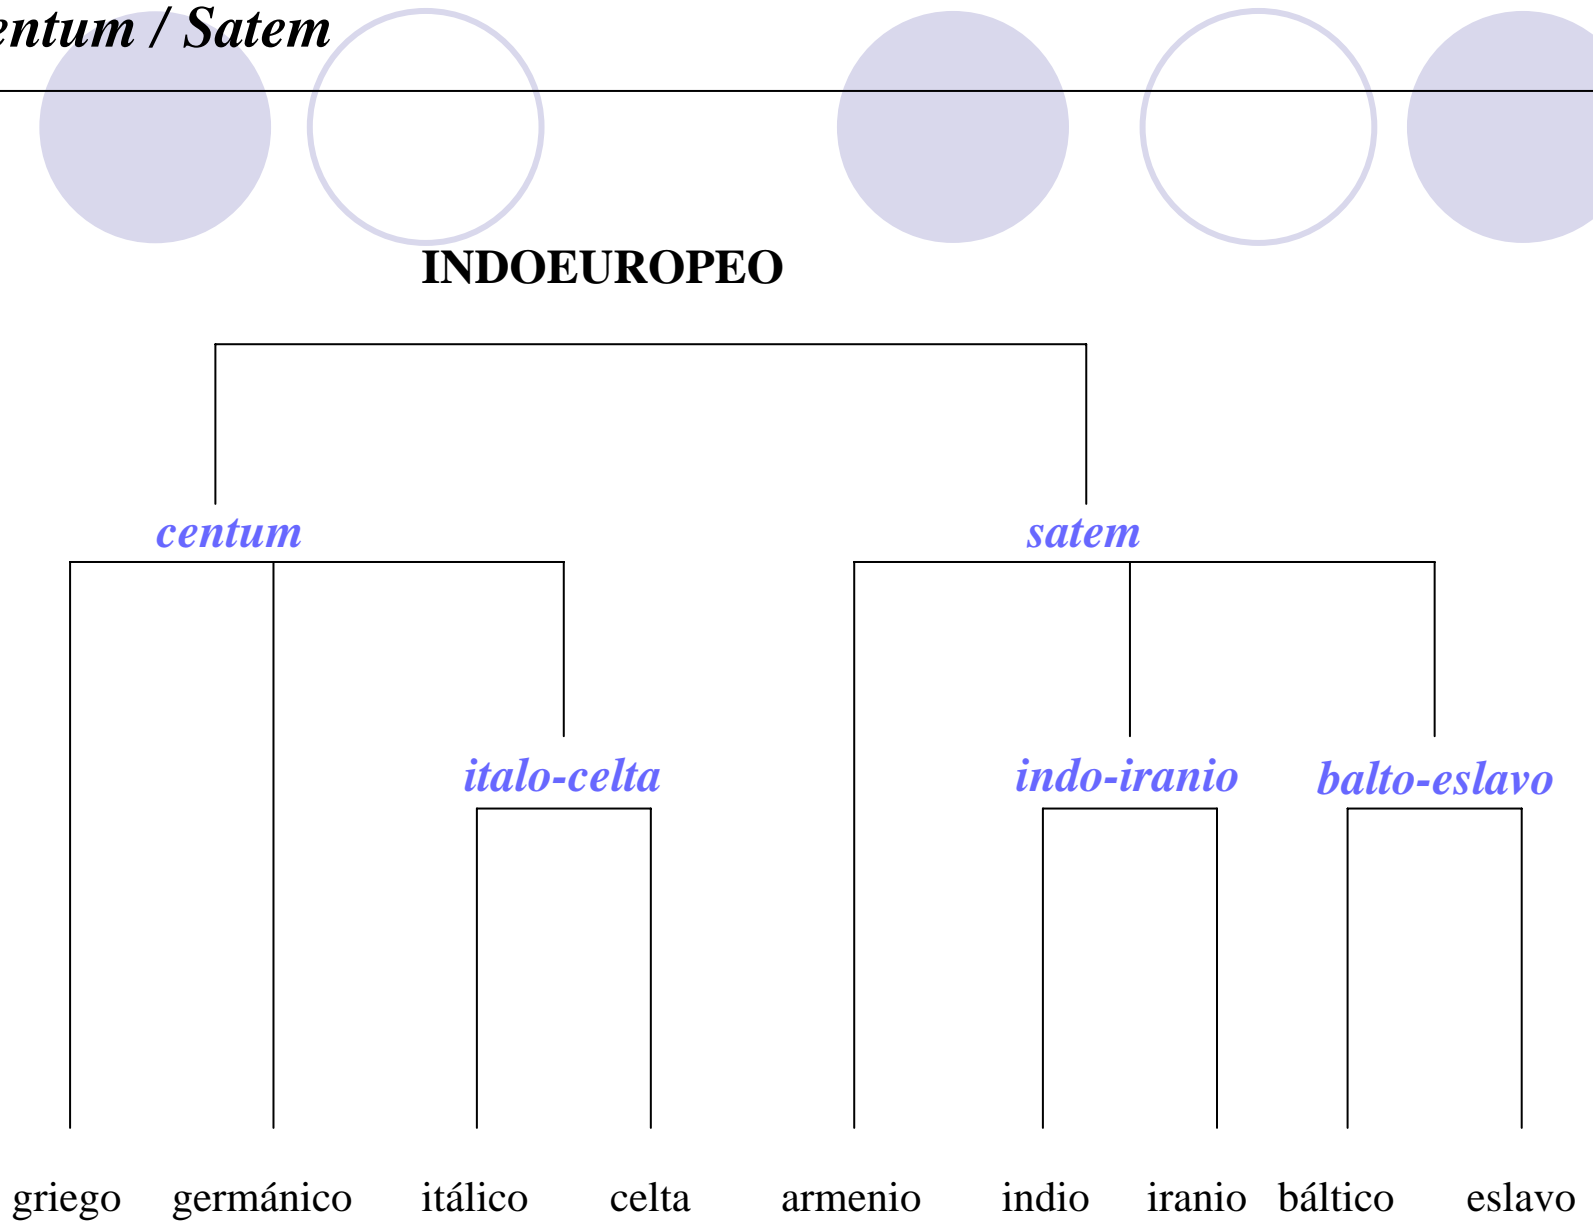 entum / Satem
INDOEUROPEO
centum satem
italo-celta indo-iranio balto-eslavo
griego germánico itálico celta armenio indio iranio báltico eslavo